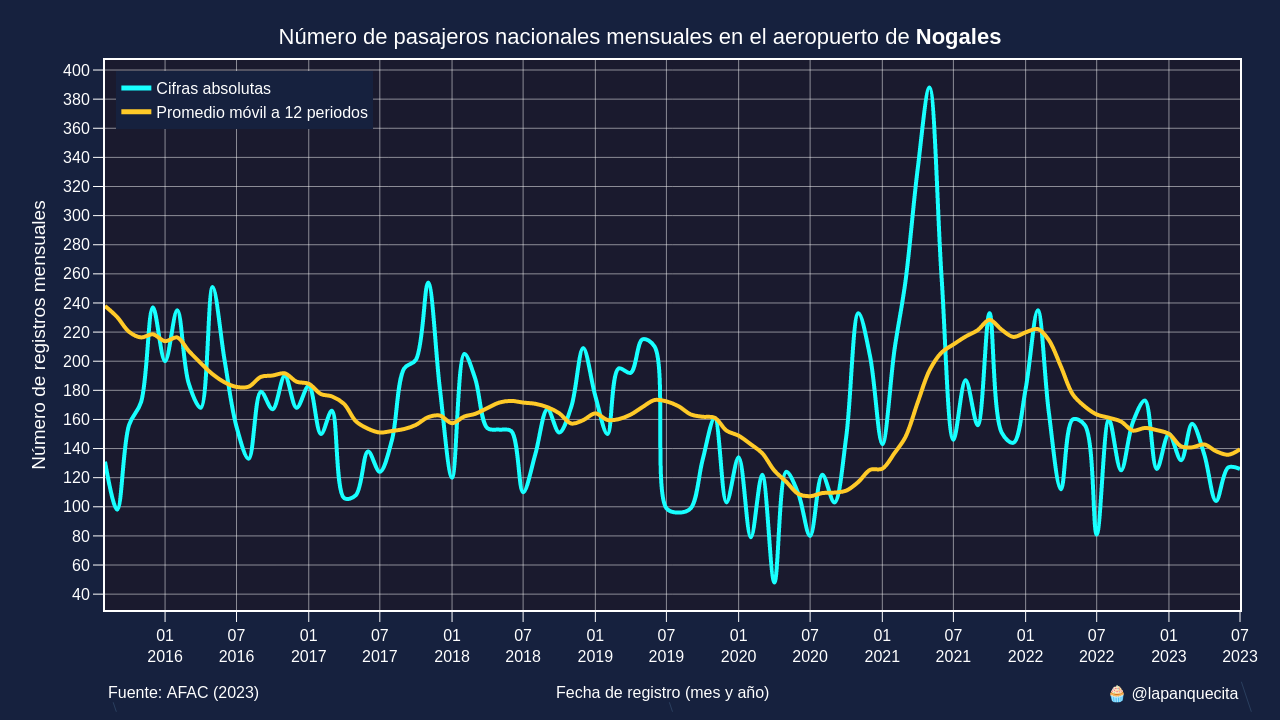 Número de pasajeros nacionales mensuales en el aeropuerto de Nogales
Cifras absolutas
Promedio móvil a 12 periodos
Número de registros mensuales
400
380
360
340
320
300
280
260
240
220
200
180
160
140
120
100
80
60
40
01 07 01 07 01 07 01 07 01 07 01 07 01 07 01 07
2016 2016 2017 2017 2018 2018 2019 2019 2020 2020 2021 2021 2022 2022 2023 2023
Fuente: AFAC (2023) Fecha de registro (mes y año) 🧁 @lapanquecita